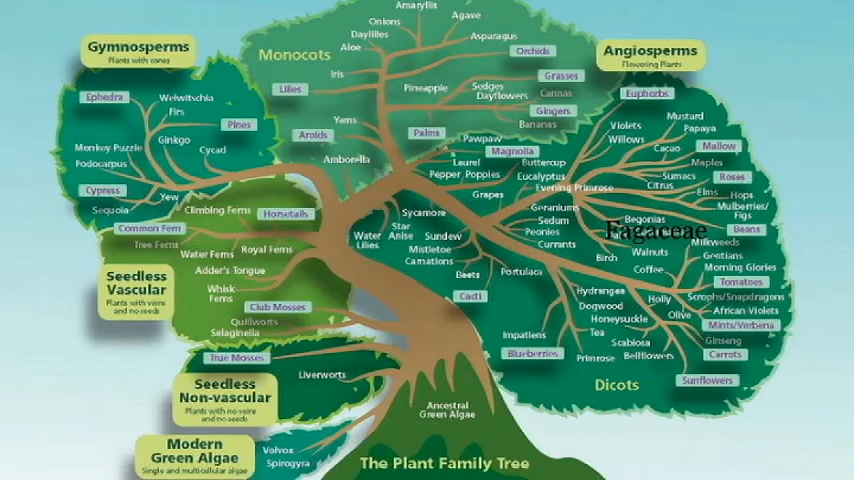 Amaryllis
Onions
Agave
Daylilies
Asparagus
Aloe
Gymnosperms
Plants with cones
Monocots
Orchids
Angiosperms
Flowering Plants
Iris
Grasses
Lilies
Pineapple
Sedges
Cannas
Dayflowers
Euphorbs
Ephedra
Welwitschia
Firs
Gingers
Yams
Bananas
Pines
Aroids
Palms
Violets
Mustard
Papaya
Ginkgo
Pawpaw
Willows
Monkey Puzzle
Cycad
Magnolia
Cacao
Mallow
Podocarpus
Amborella
Laurel
Buttercup
Maples
Pepper
Poppies
Eucalyptus
Sumacs
Roses
Cypress
Yew
Grapes
Evening Primrose
Citrus
Elms
Hops
Sequoia
Climbing Ferns
Horsetails
Sycamore
Geraniums
Mulberries/
Figs
Common Fern
Star
Anise
Sedum
Begonias
Fagaceae
Beans
Tree Ferns
Water
Lilies
Sundew
Peonies
Milkweeds
Water Ferns
Royal Ferns
Mistletoe
Currants
Walnuts
Gentians
Carnations
Birch
Adder's Tongue
Beets
Portulaca
Coffee
Morning Glories
Seedless
Vascular
Plants with veins
and no seeds
Whisk
Ferns
Tomatoes
Cacti
Hydrangea
Holly
Scrophs/Snapdragons
Club Mosses
Dogwood
Olive
African Violets
Quillworts
Honeysuckle
Mints/Verbena
Selaginella
Impatiens
Tea
Scabiosa
Ginseng
True Mosses
Blueberries
Primrose
Bellflowers
Carrots
Liverworts
Seedless
Non-vascular
Plants with no veins
and no seeds
Dicots
Sunflowers
Ancestral
Green Algae
Modern
Green Algae
Single and multicellular algae
Volvox
Spirogyra
The Plant Family Tree